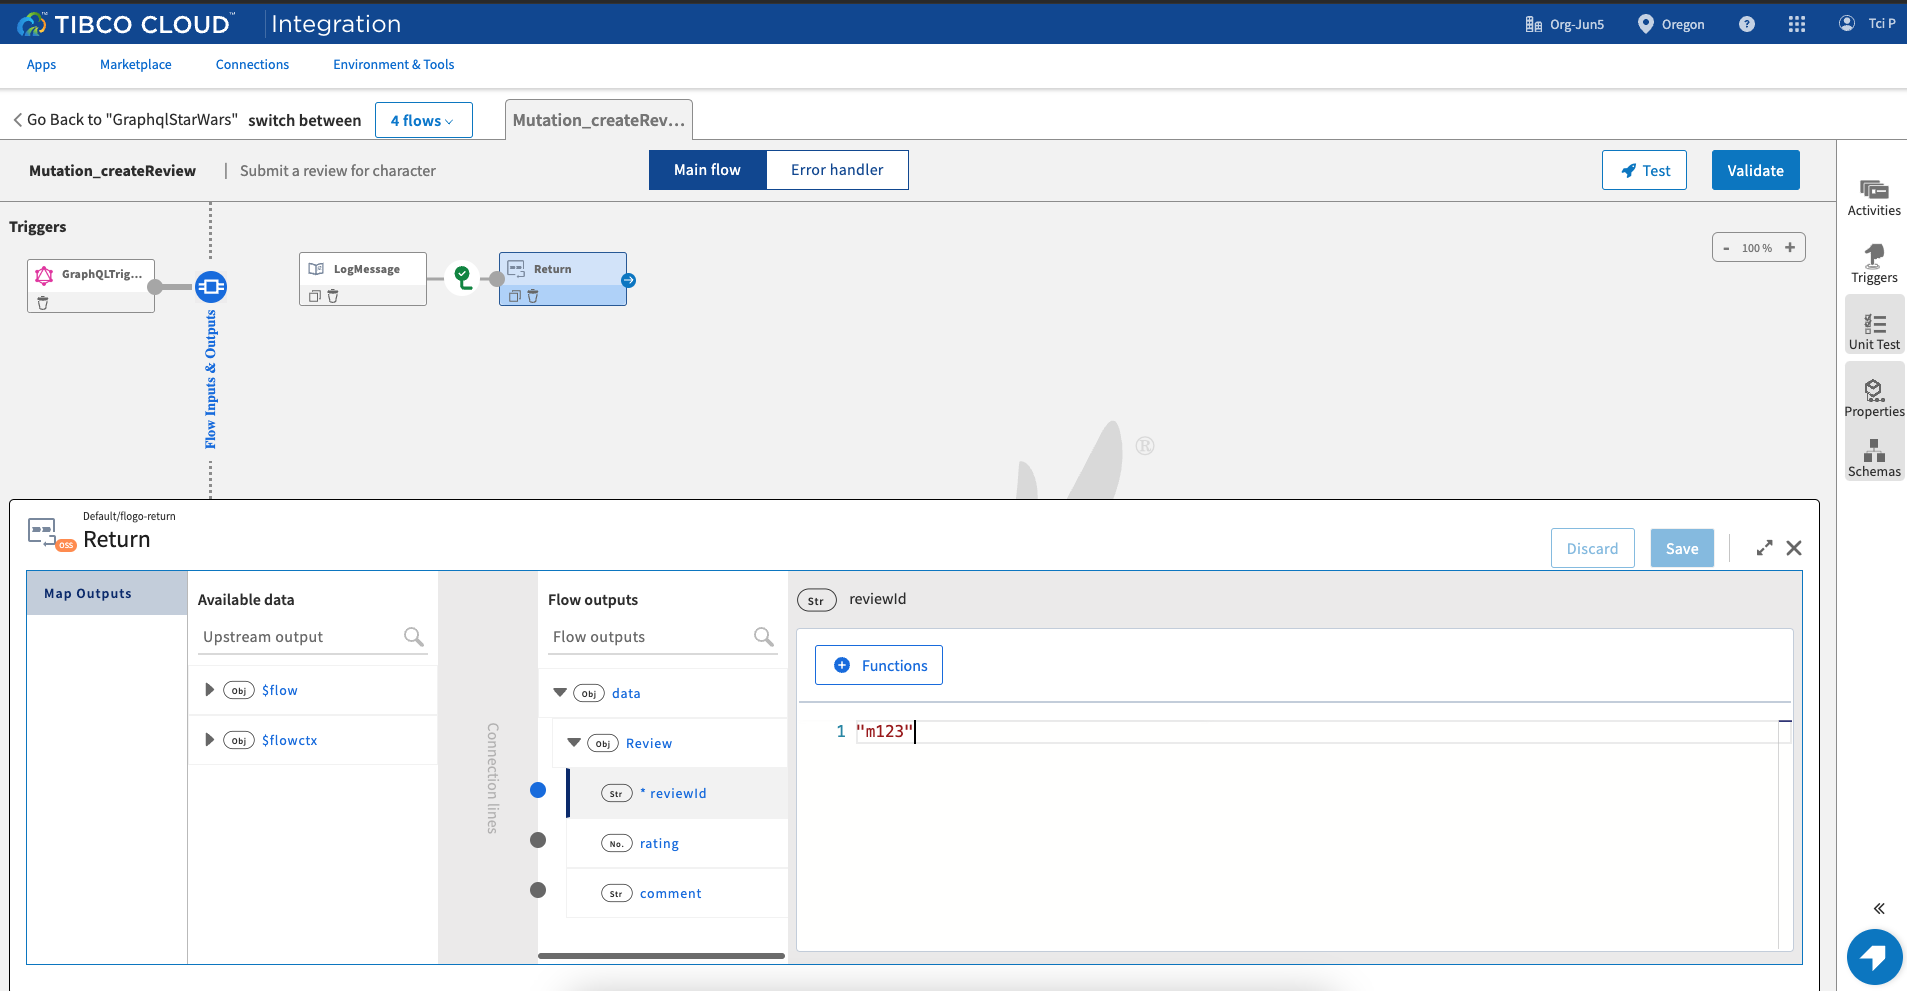 TIBCO CLOUD™ Integration
Org-Jun5 Oregon ? Tci P
Apps Marketplace Connections Environment & Tools
Go Back to "GraphqlStarWars" switch between 4 flows Mutation_createRev...
Mutation_createReview | Submit a review for character Main flow Error handler Test Validate
Triggers
- 100 % +
GraphQLTrig...
LogMessage
Return
Flow Inputs & Outputs
®
Activities
Triggers
Unit Test
Properties
Schemas
Default/flogo-return
OSS Return
Discard Save
Map Outputs
Available data
Upstream output
Obj $flow
Obj $flowctx
Connection lines
Flow outputs
Flow outputs
Obj data
Obj Review
Str * reviewId
No. rating
Str comment
Str reviewId
Functions
1 "m123"